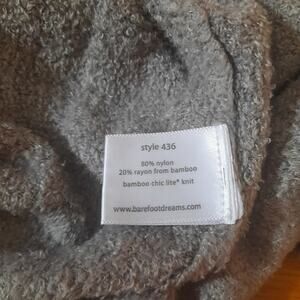 style 436
80% nylon
20% rayon from bamboo
bamboo chic lite® knit
www.barefootdreams.com